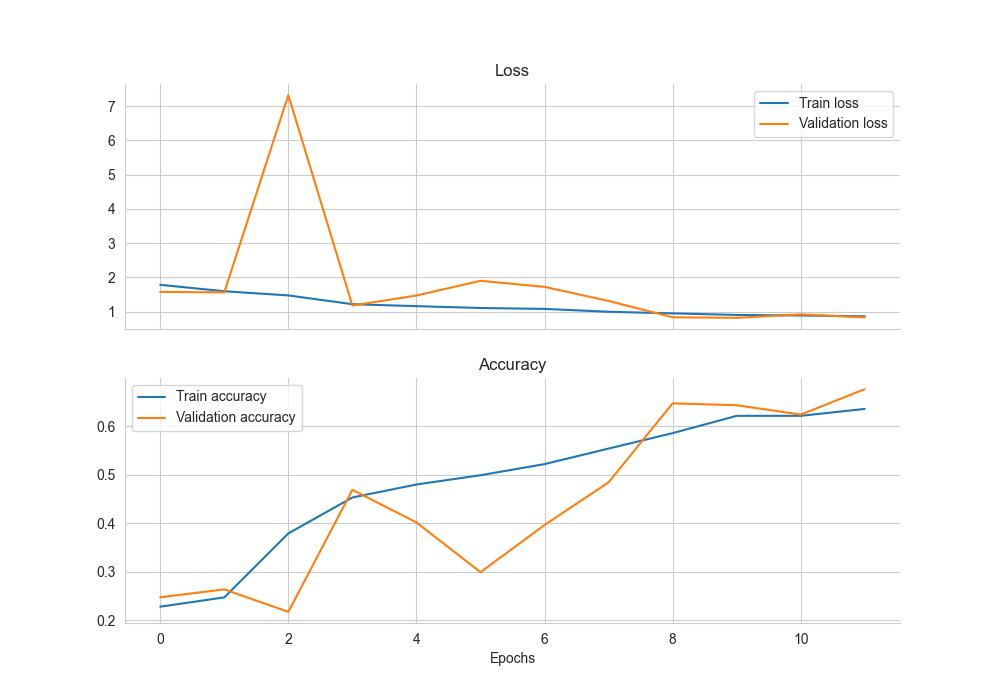 Loss
7
6
5
4
3
2
1
Train loss
Validation loss
Accuracy
Train accuracy
Validation accuracy
0.6
0.5
0.4
0.3
0.2
0 2 4 6 8 10
Epochs